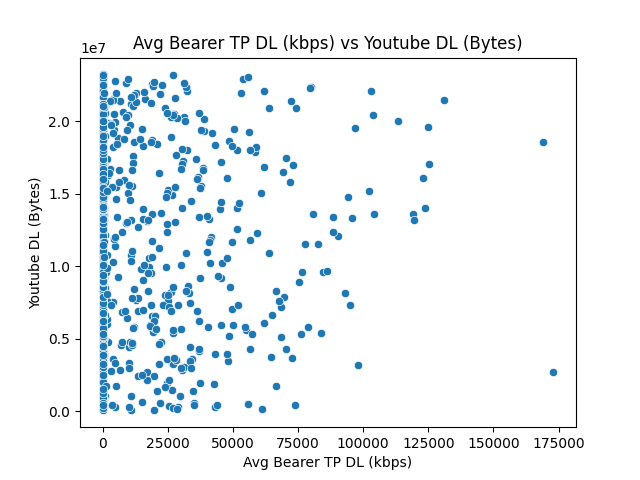 Avg Bearer TP DL (kbps) vs Youtube DL (Bytes)
1e7
2.0
1.5
1.0
0.5
0.0
Youtube DL (Bytes)
0 25000 50000 75000 100000 125000 150000 175000
Avg Bearer TP DL (kbps)